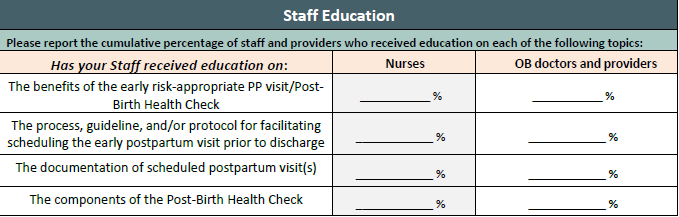 Staff Education
Please report the cumulative percentage of staff and providers who received education on each of the following topics:
Has your Staff received education on: Nurses OB doctors and providers
The benefits of the early risk-appropriate PP visit/Post-
Birth Health Check
__________ % __________ %
The process, guideline, and/or protocol for facilitating
scheduling the early postpartum visit prior to discharge
__________ % __________ %
The documentation of scheduled postpartum visit(s)
__________ % __________ %
The components of the Post-Birth Health Check
__________ % __________ %